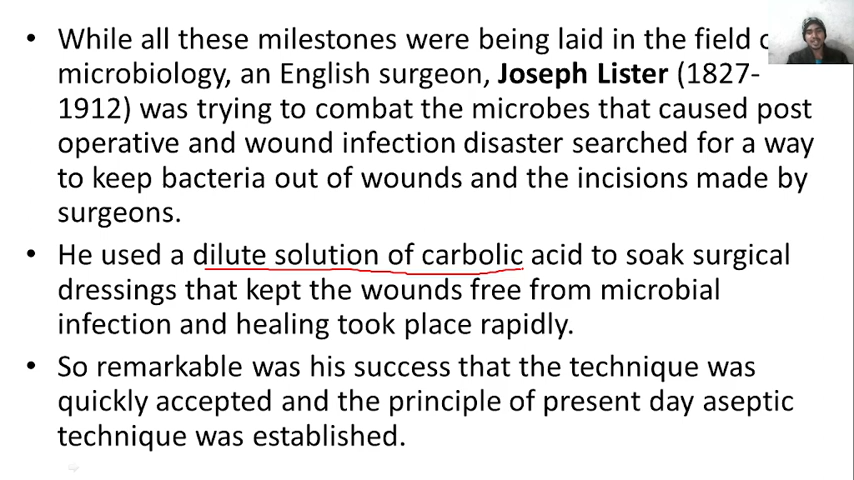 • While all these milestones were being laid in the field
microbiology, an English surgeon, Joseph Lister (1827-
1912) was trying to combat the microbes that caused post
operative and wound infection disaster searched for a way
to keep bacteria out of wounds and the incisions made by
surgeons.
• He used a dilute solution of carbolic acid to soak surgical
dressings that kept the wounds free from microbial
infection and healing took place rapidly.
• So remarkable was his success that the technique was
quickly accepted and the principle of present day aseptic
technique was established.